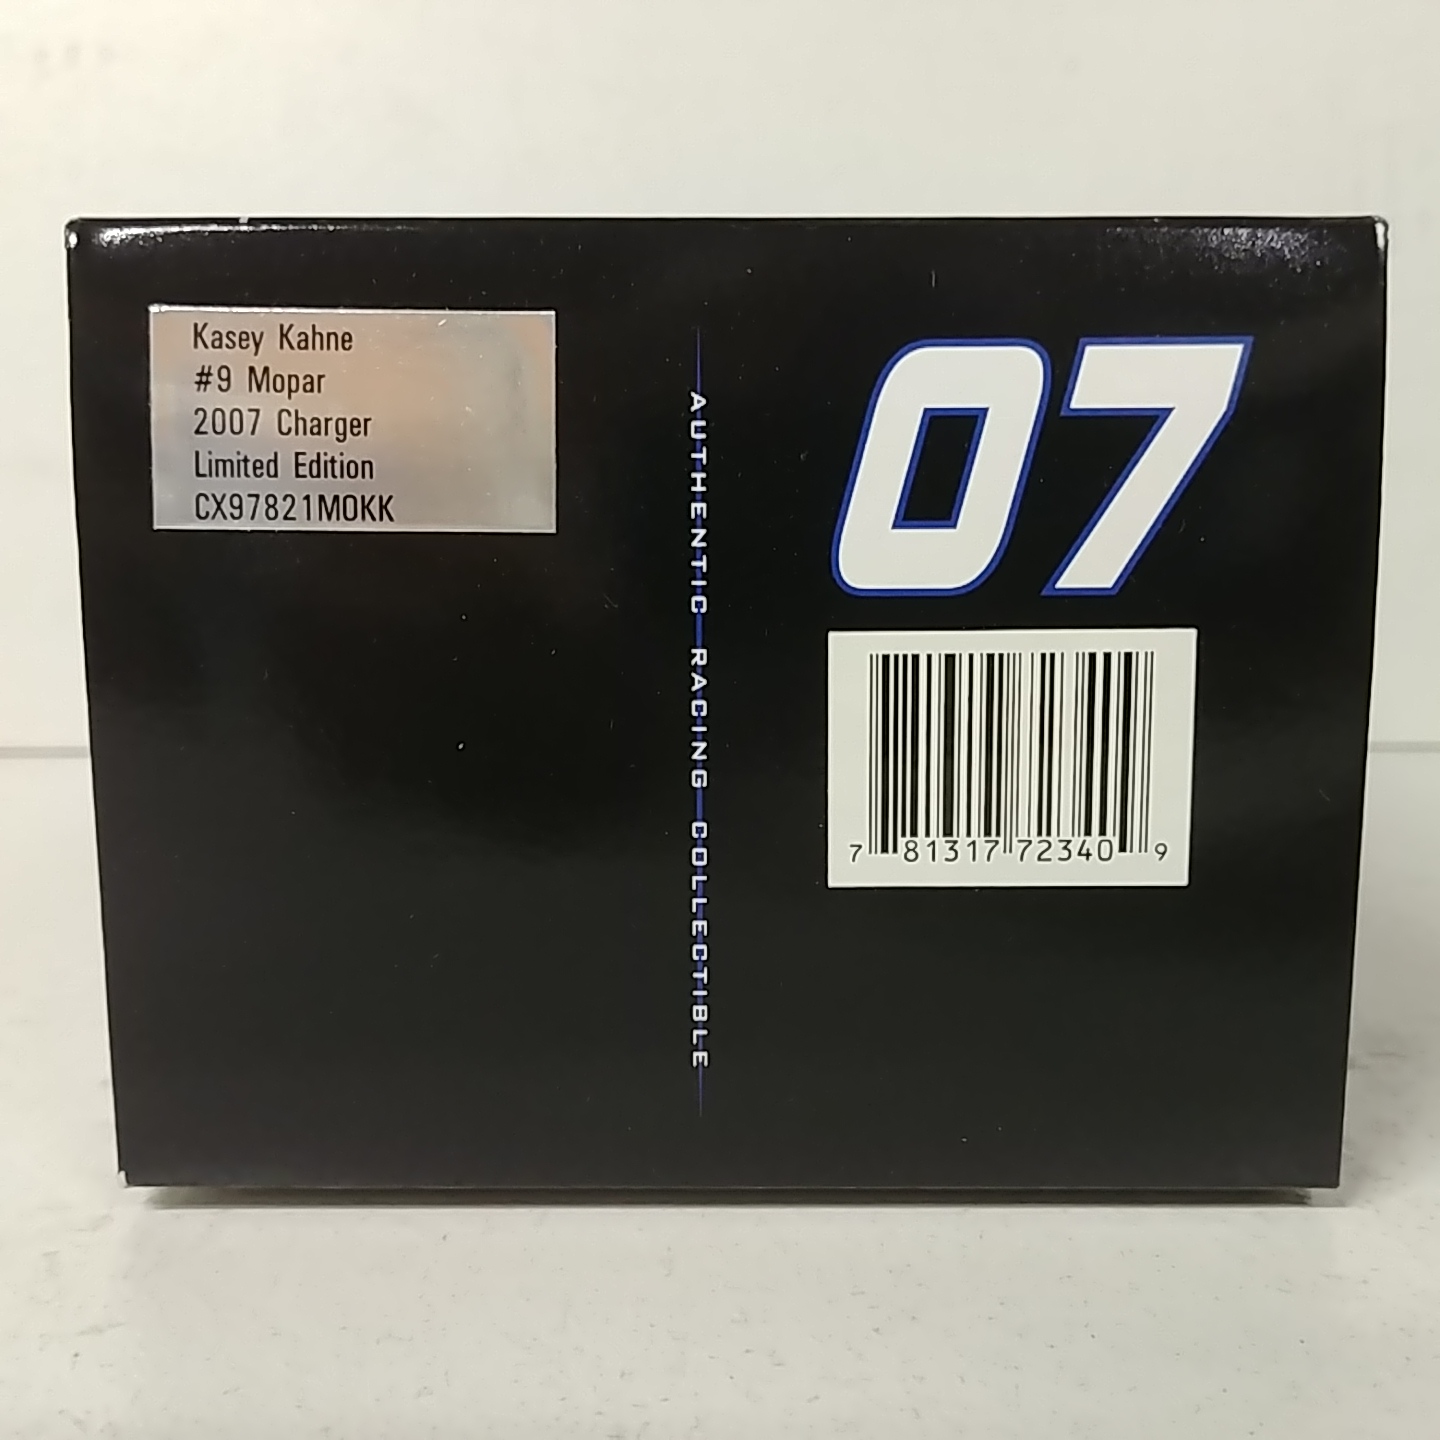 Kasey Kahne
#9 Mopar
2007 Charger
Limited Edition
CX97821MOKK
AUTHENTIC RACING COLLECTIBLE
07
7 81317 72340 9